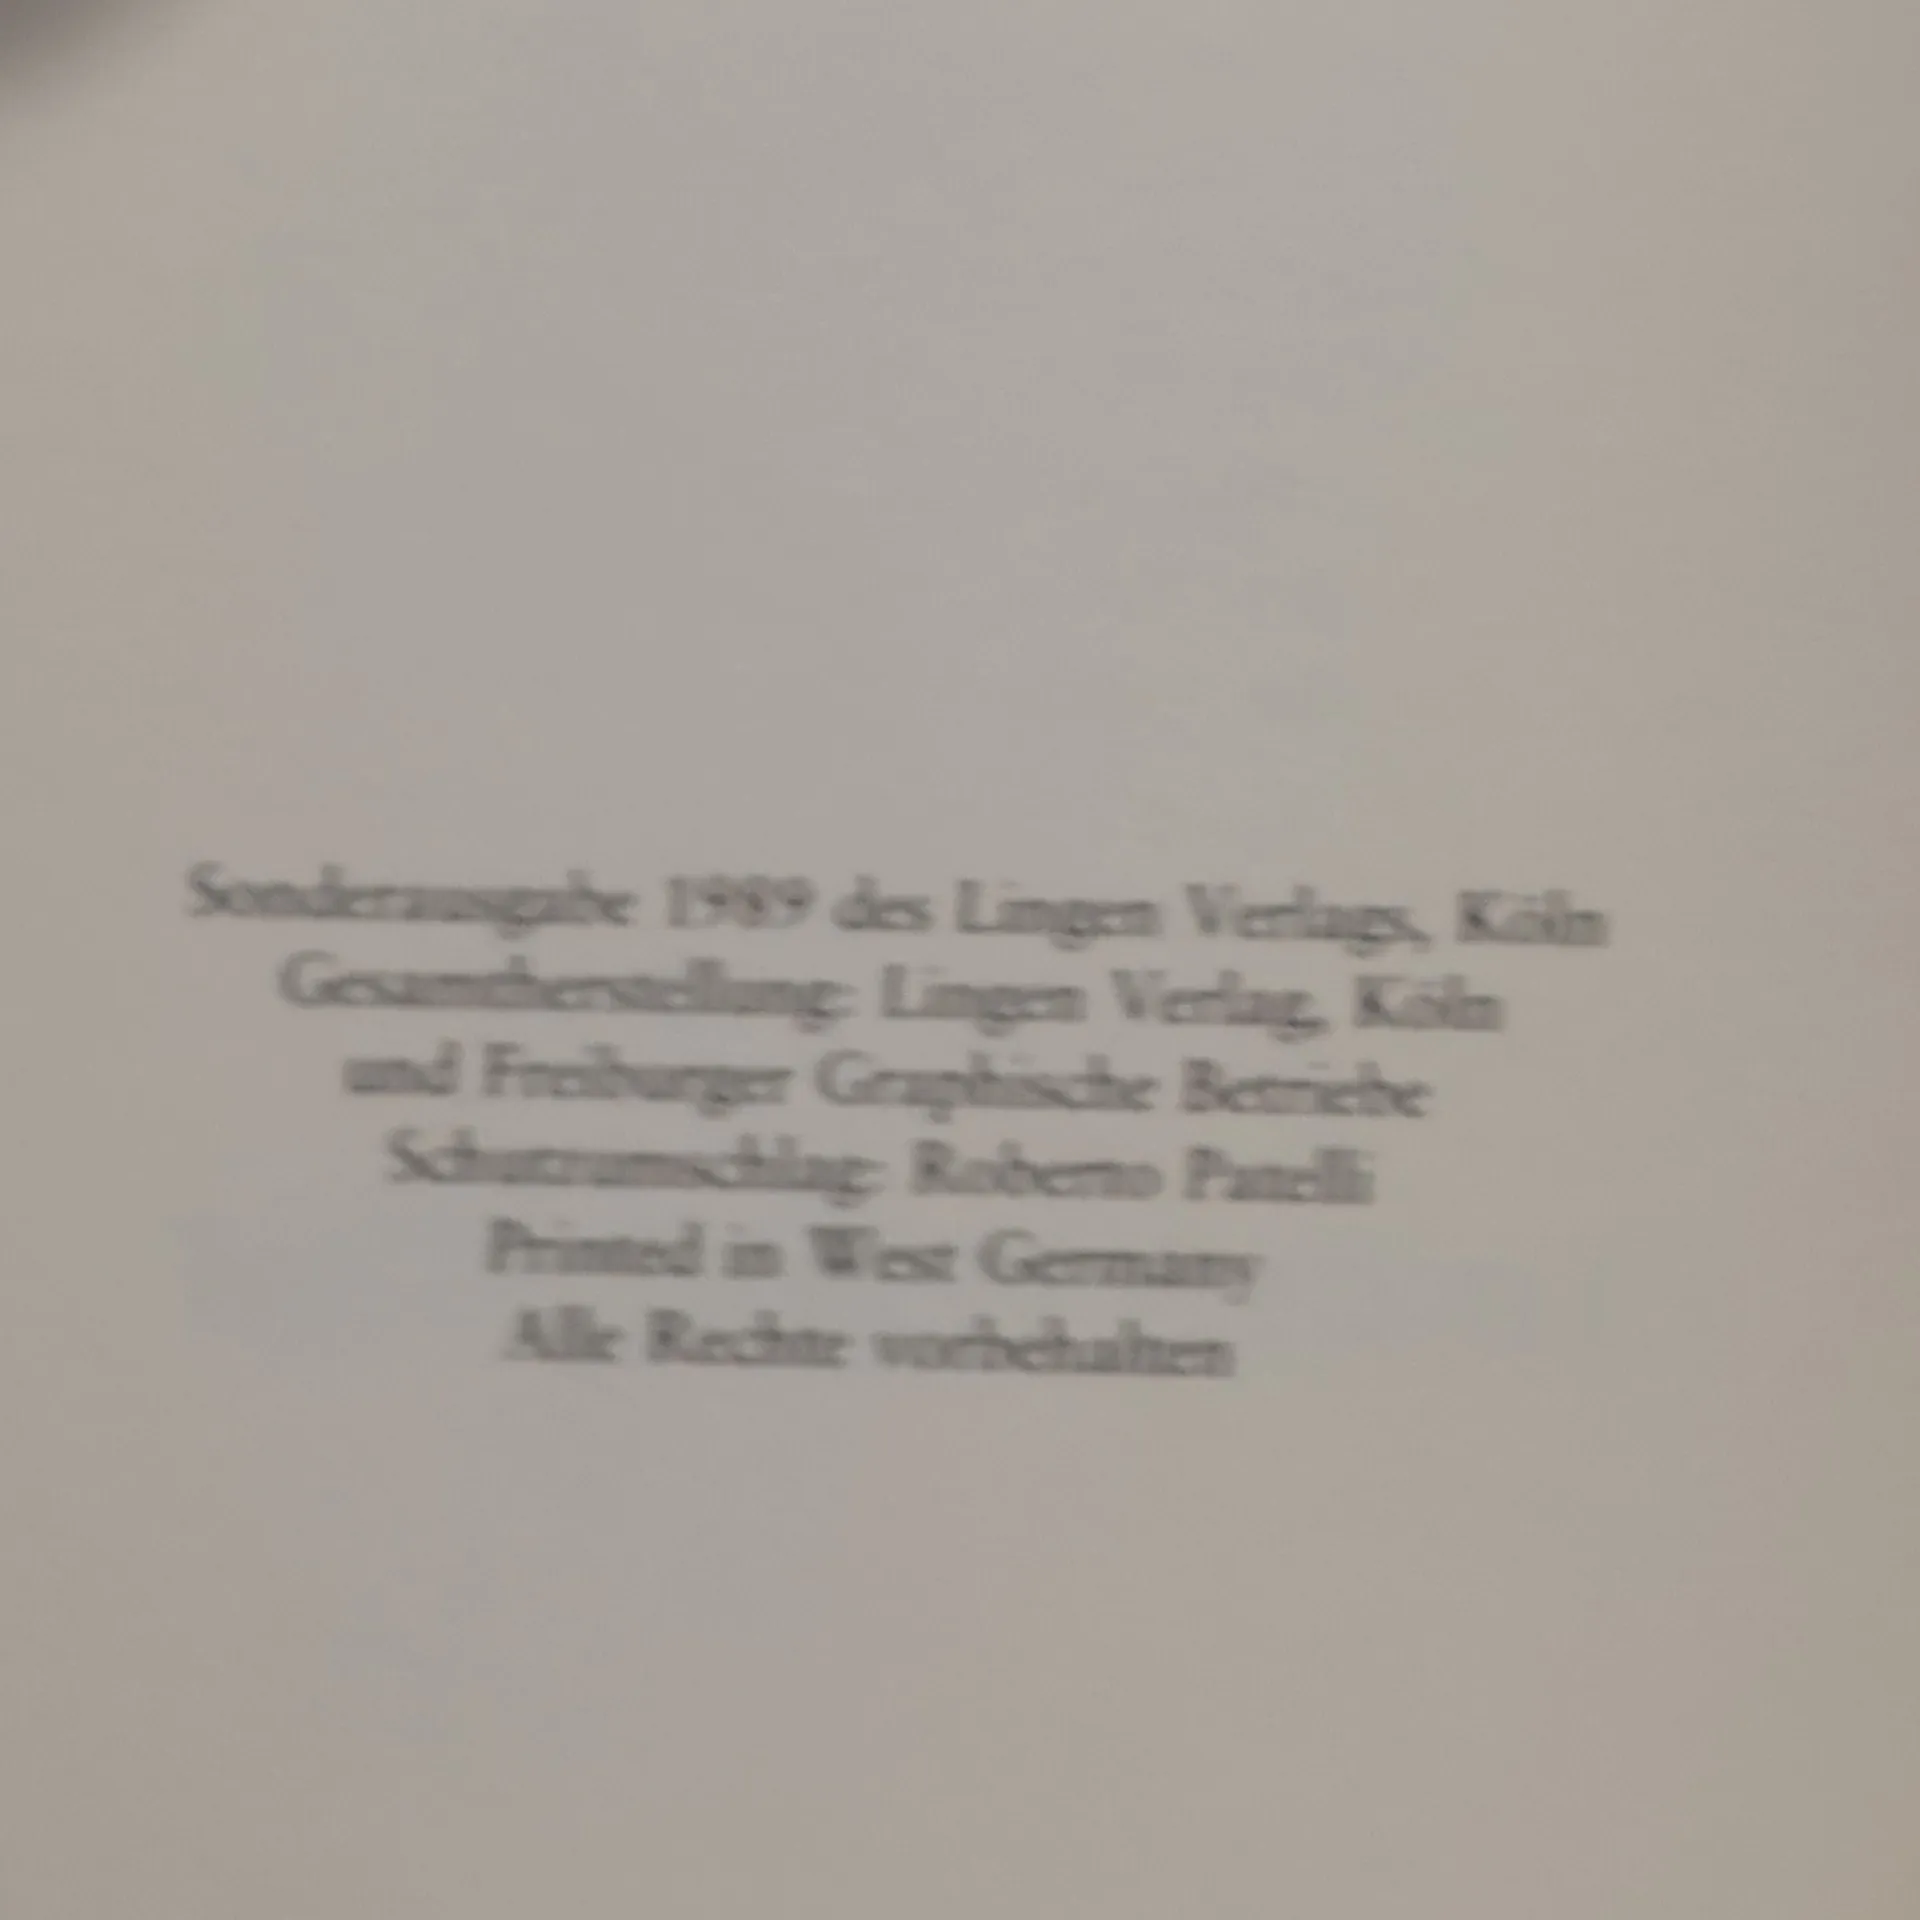 Sonderausgabe 1989 des Lingen Verlags, Köln
Gesamtherstellung: Lingen Verlag, Köln
und Freiburger Graphische Betriebe
Schutzumschlag: Roberto Patelli
Printed in West Germany
Alle Rechte vorbehalten